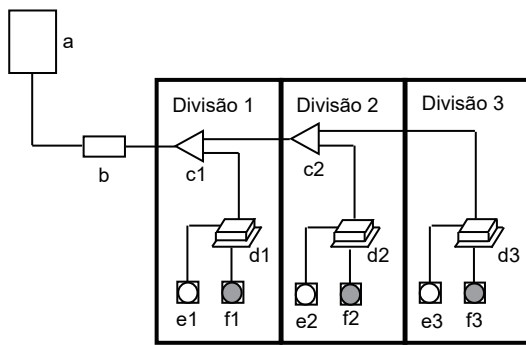 a
Divisão 1
Divisão 2
Divisão 3
b
c1
c2
d1
d2
d3
e1
f1
e2
f2
e3
f3